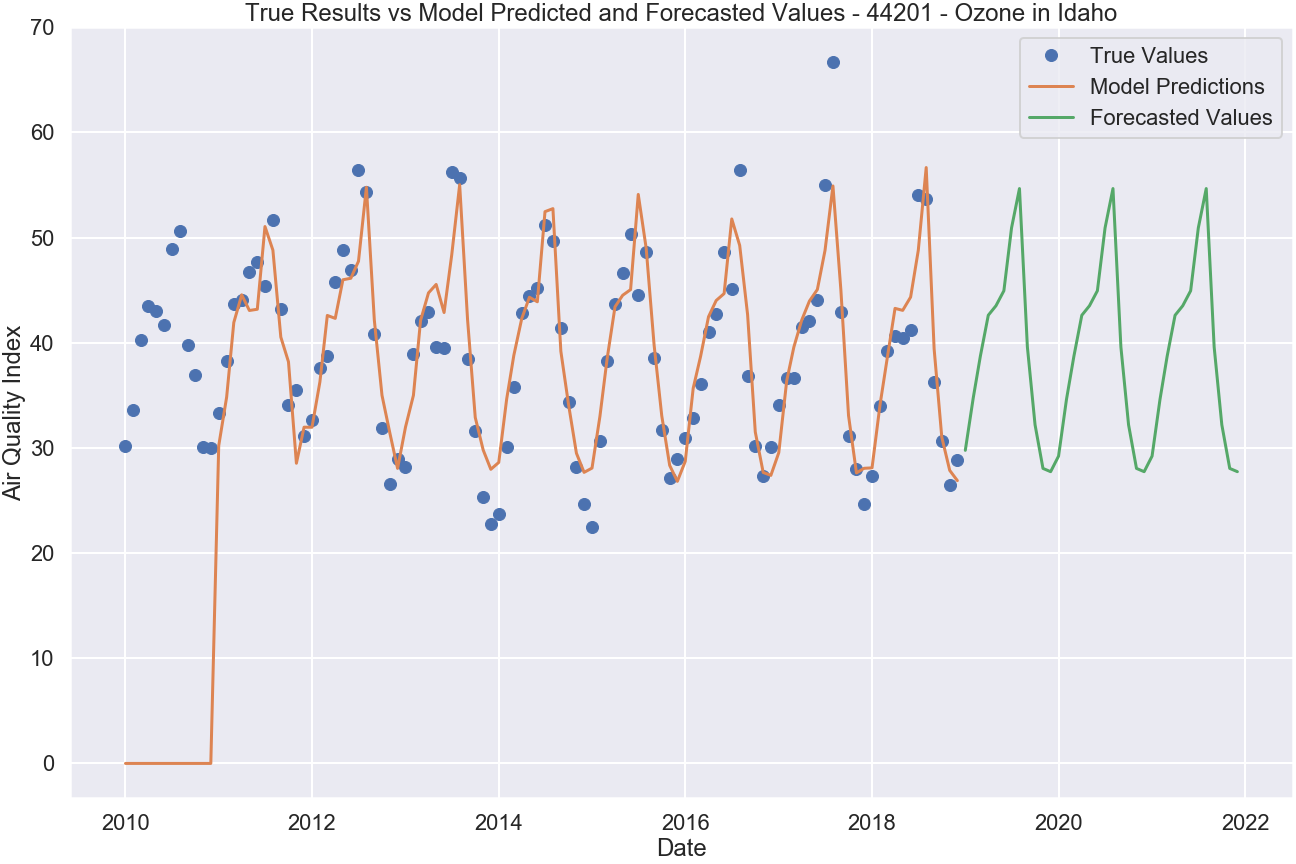 True Results vs Model Predicted and Forecasted Values - 44201 - Ozone in Idaho
70
60
50
40
30
20
10
0
Air Quality Index
True Values
Model Predictions
Forecasted Values
2010 2012 2014 2016 2018 2020 2022
Date